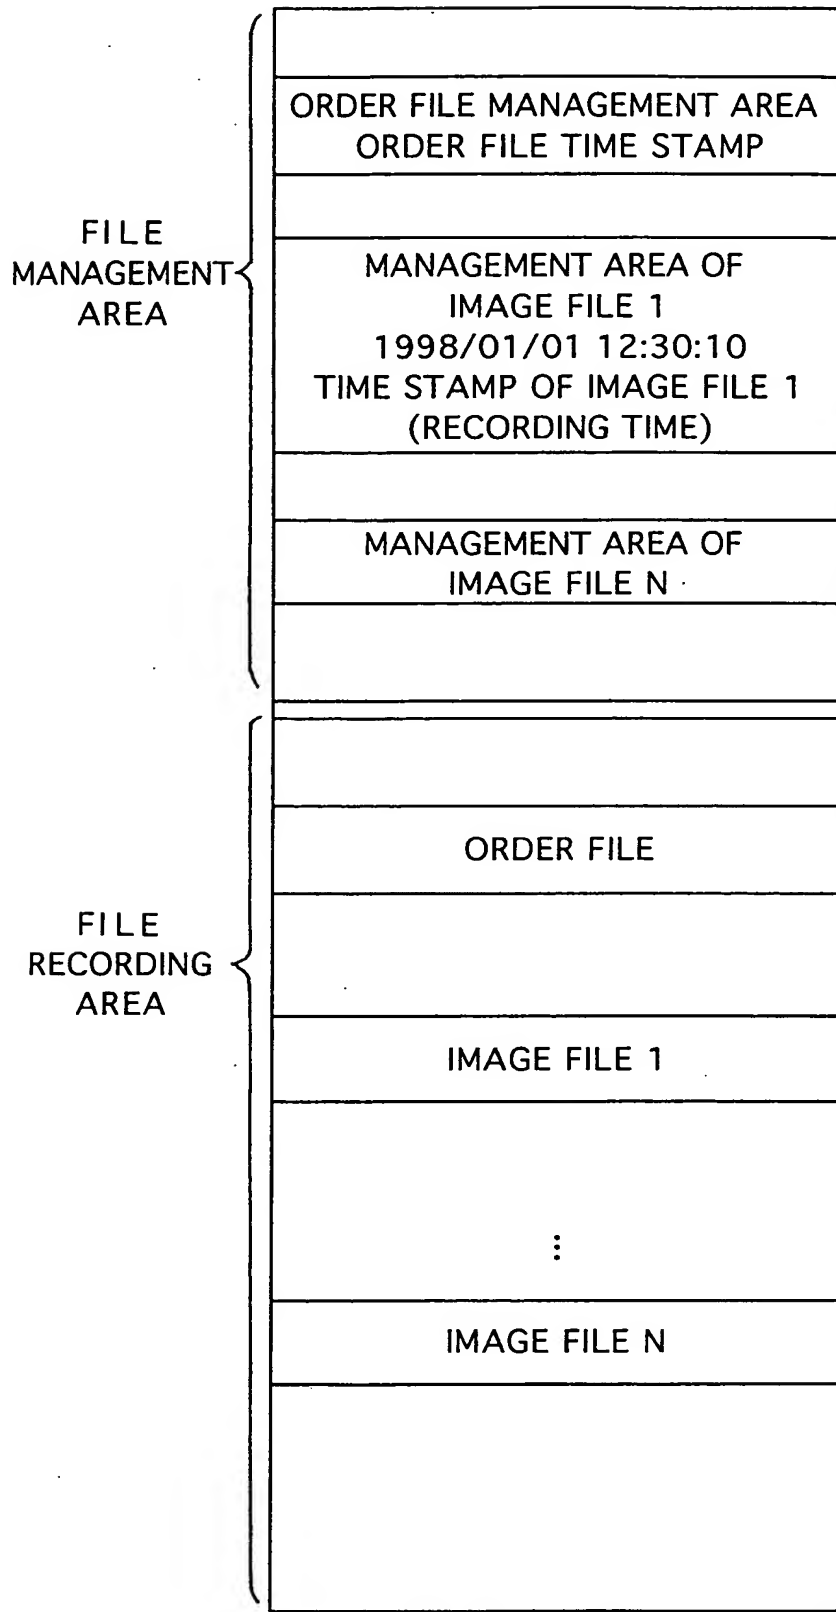 ORDER FILE MANAGEMENT AREA
ORDER FILE TIME STAMP
FILE
MANAGEMENT
AREA
MANAGEMENT AREA OF
IMAGE FILE 1
1998/01/01 12:30:10
TIME STAMP OF IMAGE FILE 1
(RECORDING TIME)
MANAGEMENT AREA OF
IMAGE FILE N
ORDER FILE
FILE
RECORDING
AREA
IMAGE FILE 1
⋮
IMAGE FILE N